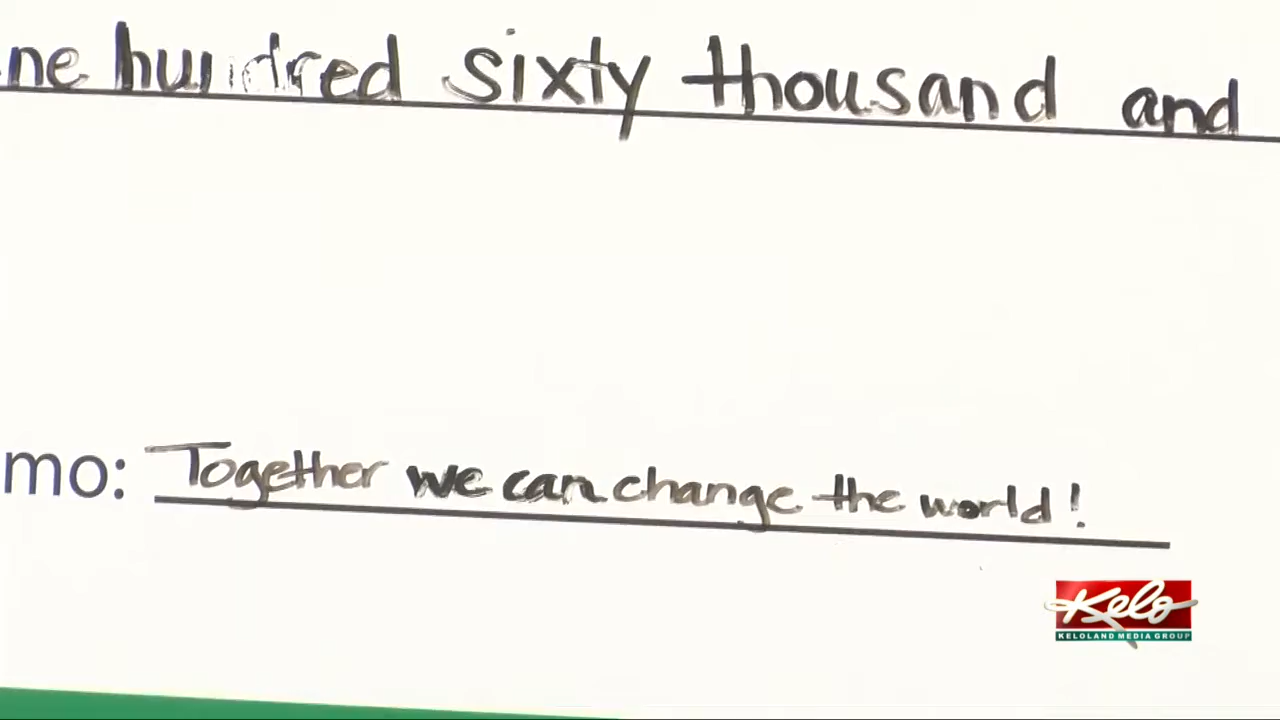 ne hundred sixty thousand and
mo: Together we can change the world!
Kelo
KELOLAND MEDIA GROUP